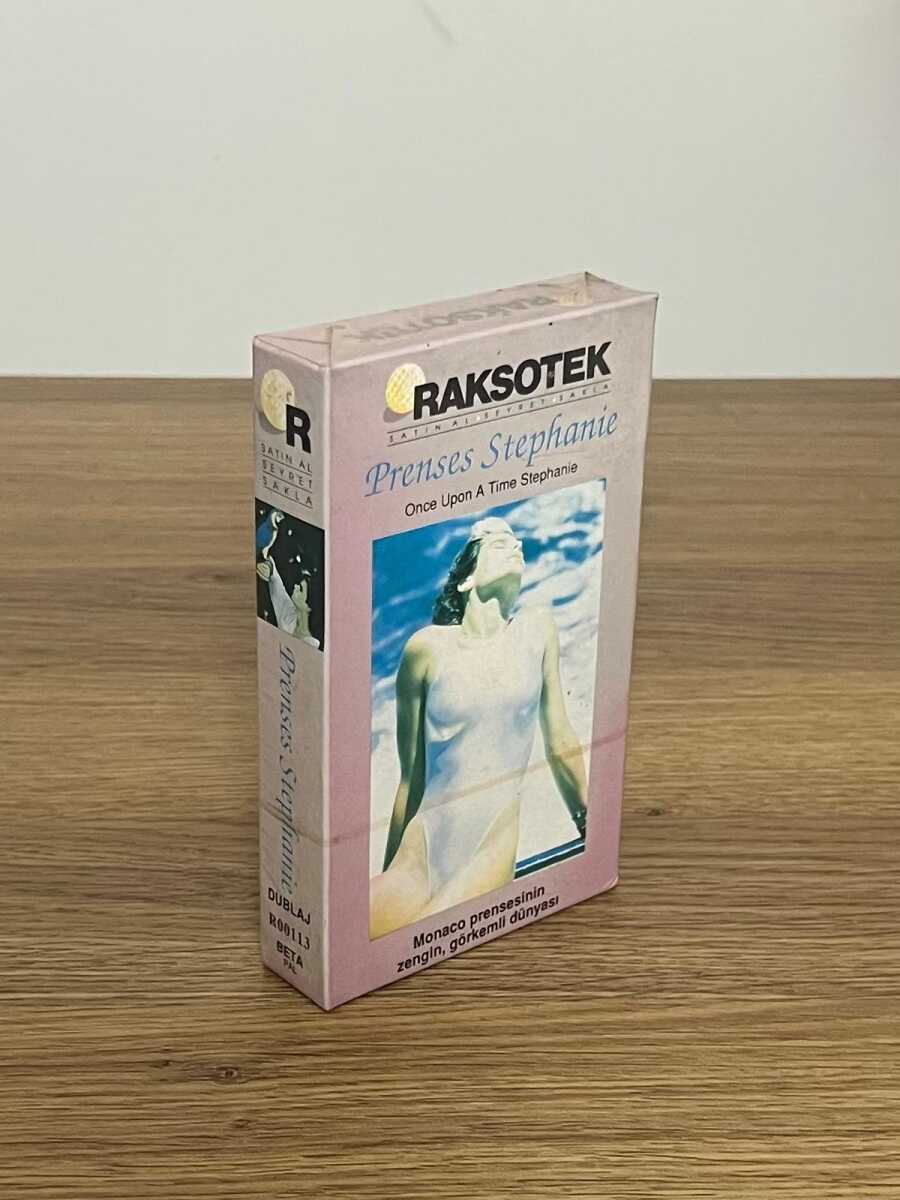 RAKSOTEK
RAKSOTEK
SATIN AL • SEYRET • SAKLA
Prenses Stephanie
Once Upon A Time Stephanie
Monaco prensesinin
zengin, görkemli dünyası
R
SATIN AL
SEYRET
SAKLA
Prenses Stephanie
DUBLAJ
R00113
BETA
PAL